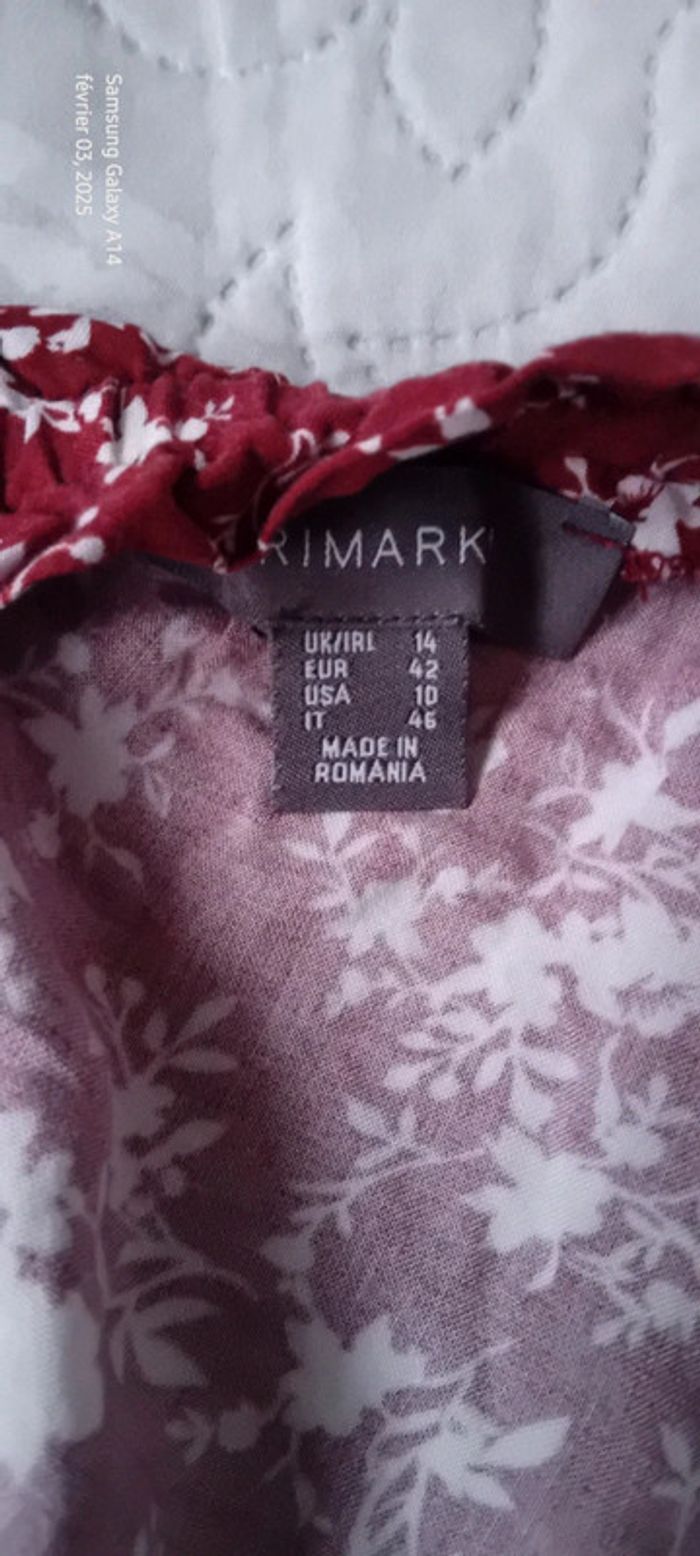 Samsung Galaxy A14
février 03, 2025
RIMARK
UK/IRL 14
EUR 42
USA 10
IT 46
MADE IN
ROMANIA